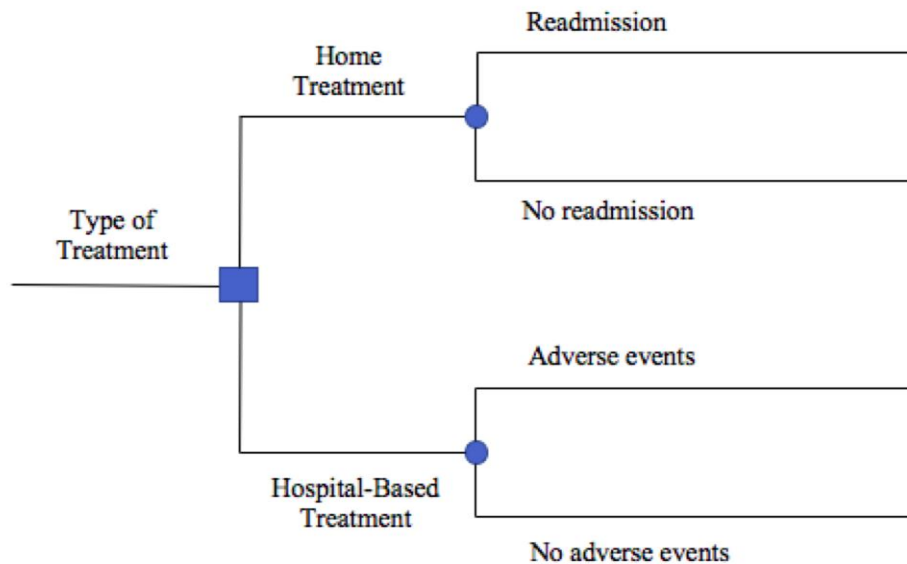 Readmission
Home
Treatment
No readmission
Type of
Treatment
Adverse events
Hospital-Based
Treatment
No adverse events